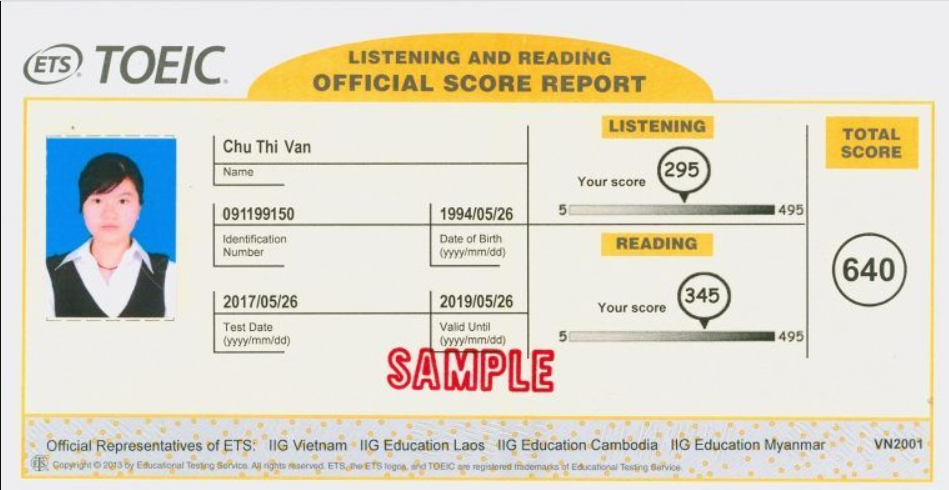 ETS® TOEIC®
LISTENING AND READING
OFFICIAL SCORE REPORT
Chu Thi Van
Name
091199150
Identification
Number
1994/05/26
Date of Birth
(yyyy/mm/dd)
2017/05/26
Test Date
(yyyy/mm/dd)
2019/05/26
Valid Until
(yyyy/mm/dd)
LISTENING
Your score 295
5 495
READING
Your score 345
5 495
TOTAL
SCORE
640
SAMPLE
Official Representatives of ETS: IIG Vietnam IIG Education Laos IIG Education Cambodia IIG Education Myanmar VN2001
ETS Copyright © 2013 by Educational Testing Service. All rights reserved. ETS, the ETS logos, and TOEIC are registered trademarks of Educational Testing Service.